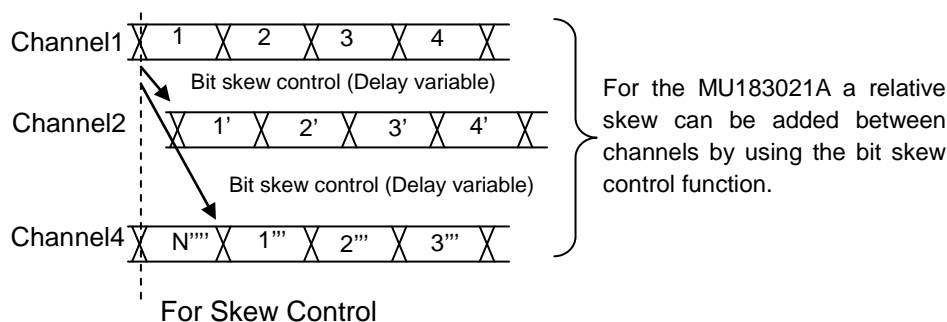 Channel1 1 2 3 4
Bit skew control (Delay variable)
Channel2 1' 2' 3' 4'
Bit skew control (Delay variable)
Channel4 N'''' 1''' 2''' 3'''
For Skew Control
For the MU183021A a relative
skew can be added between
channels by using the bit skew
control function.